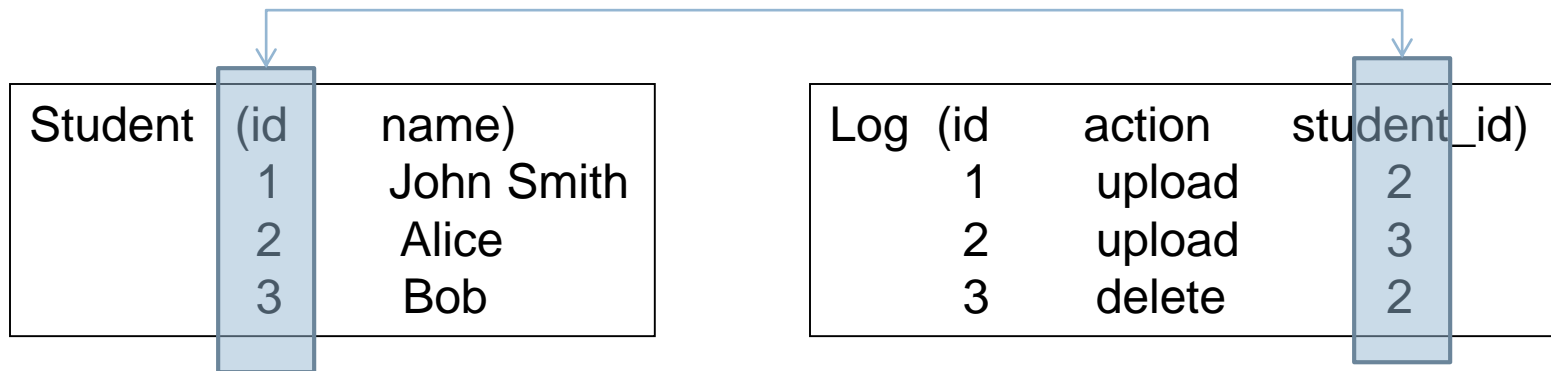 Student (id name)
1 John Smith
2 Alice
3 Bob
Log (id action student_id)
1 upload 2
2 upload 3
3 delete 2